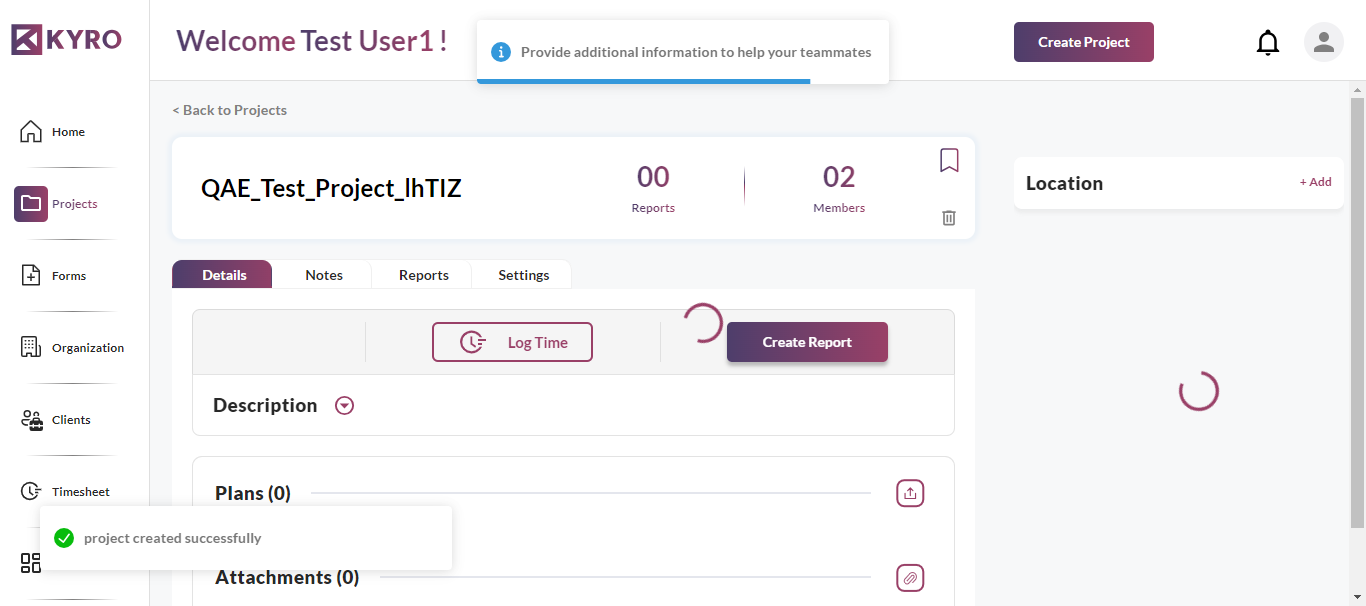 KYRO
Welcome Test User1 !
Provide additional information to help your teammates
Create Project
Home
Projects
Forms
Organization
Clients
Timesheet
< Back to Projects
QAE_Test_Project_lhTIZ
00
Reports
02
Members
Location
+ Add
Details
Notes
Reports
Settings
Log Time
Create Report
Description
Plans (0)
project created successfully
Attachments (0)